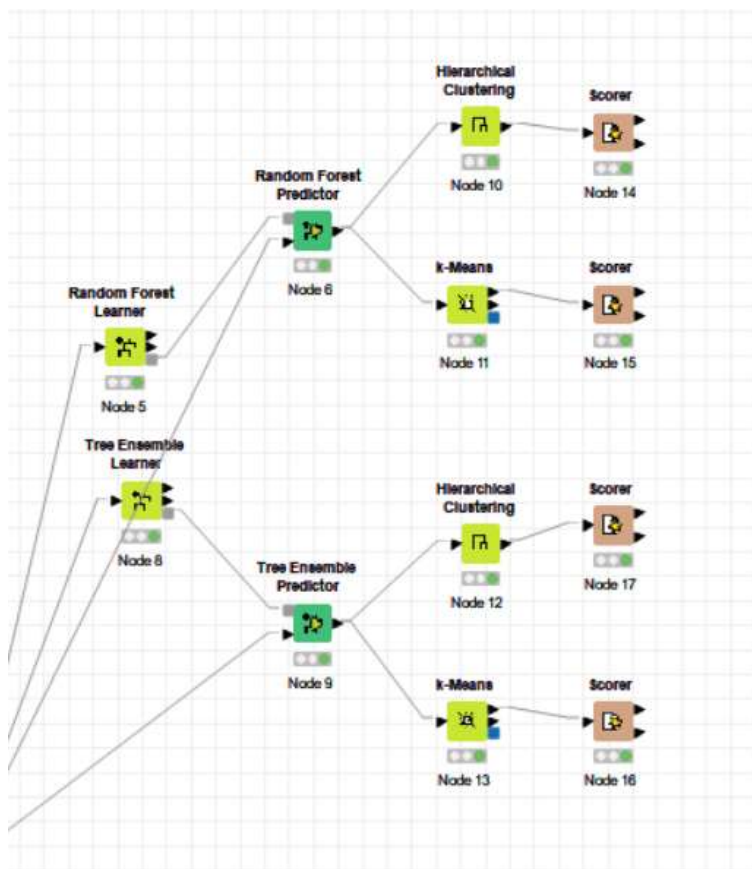 Hierarchical
Clustering
Node 10
Scorer
Node 14
Random Forest
Predictor
Node 6
k-Means
Node 11
Scorer
Node 15
Random Forest
Learner
Node 5
Tree Ensemble
Learner
Node 8
Hierarchical
Clustering
Node 12
Scorer
Node 17
Tree Ensemble
Predictor
Node 9
k-Means
Node 13
Scorer
Node 16